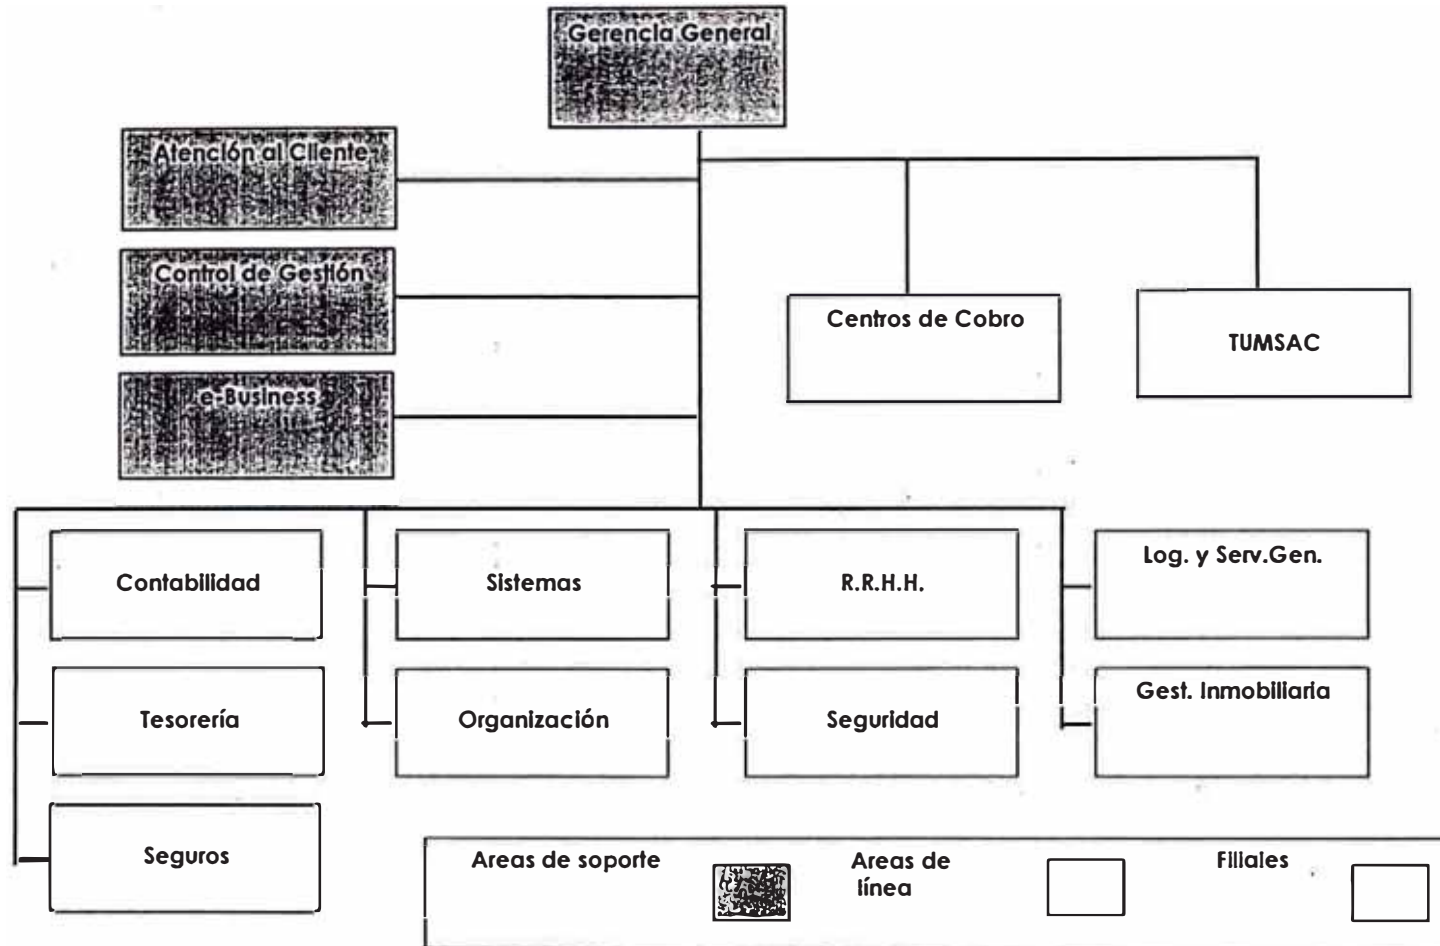 Gerencia General
Atención al Cliente
Control de Gestión
e-Business
Centros de Cobro
TUMSAC
Contabilidad
Sistemas
R.R.H.H.
Log. y Serv.Gen.
Tesorería
Organización
Seguridad
Gest. Inmobiliaria
Seguros
Areas de soporte
Areas de
línea
Filiales